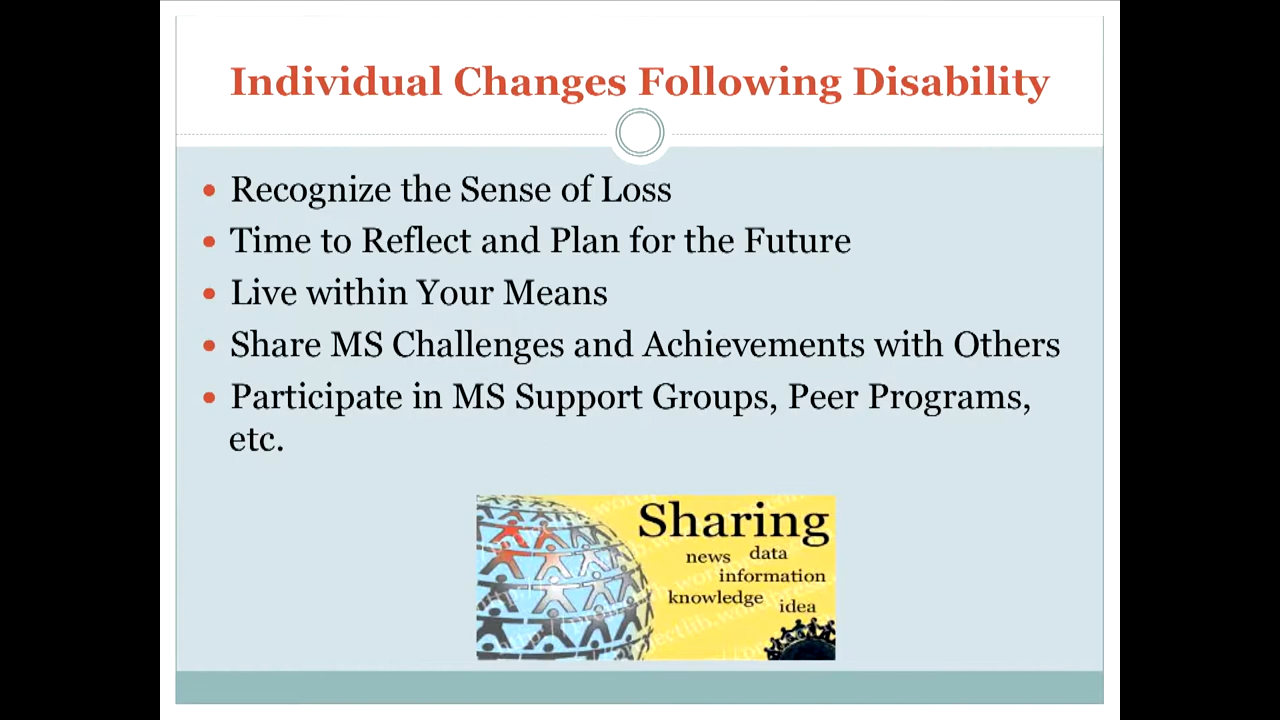 Individual Changes Following Disability
• Recognize the Sense of Loss
• Time to Reflect and Plan for the Future
• Live within Your Means
• Share MS Challenges and Achievements with Others
• Participate in MS Support Groups, Peer Programs,
etc.
Sharing
news data
information
knowledge
idea